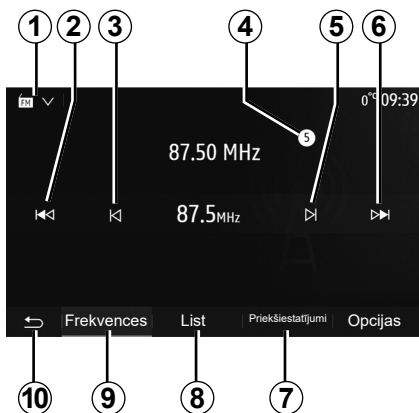 1 2 3 4 5 6
FM 0°C 09:39
5
87.50 MHz
87.5MHz
Frekvences List Priekšiestatījumi Opcijas
10 9 8 7